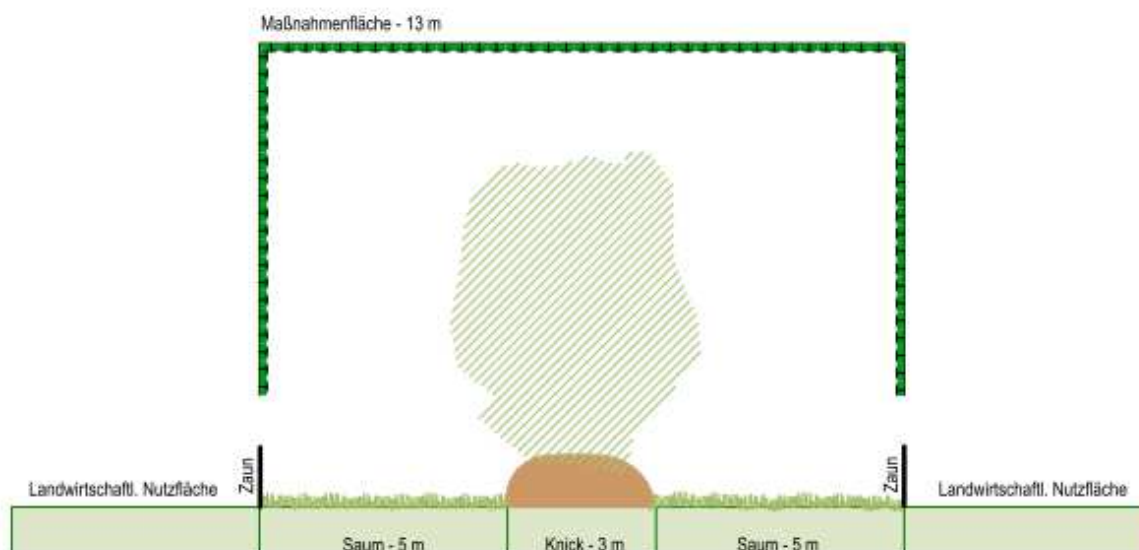 Maßnahmenfläche - 13 m
Zaun
Zaun
Landwirtschaftl. Nutzfläche
Landwirtschaftl. Nutzfläche
Saum - 5 m
Knick - 3 m
Saum - 5 m